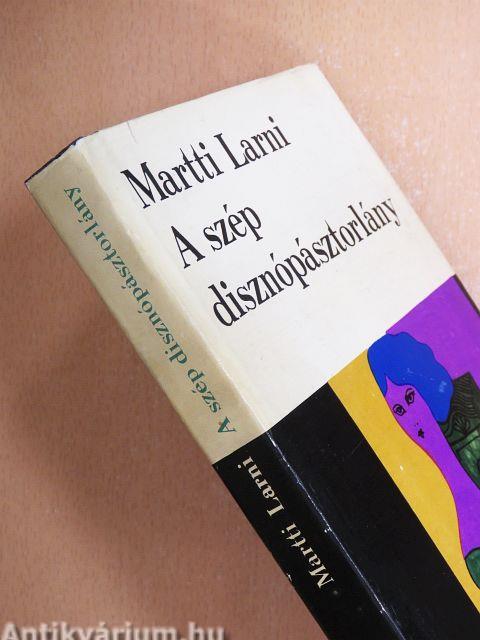 Martti Larni
A szép
disznópásztorlány
A szép disznópásztorlány
Martti Larni
Antikvárium.hu